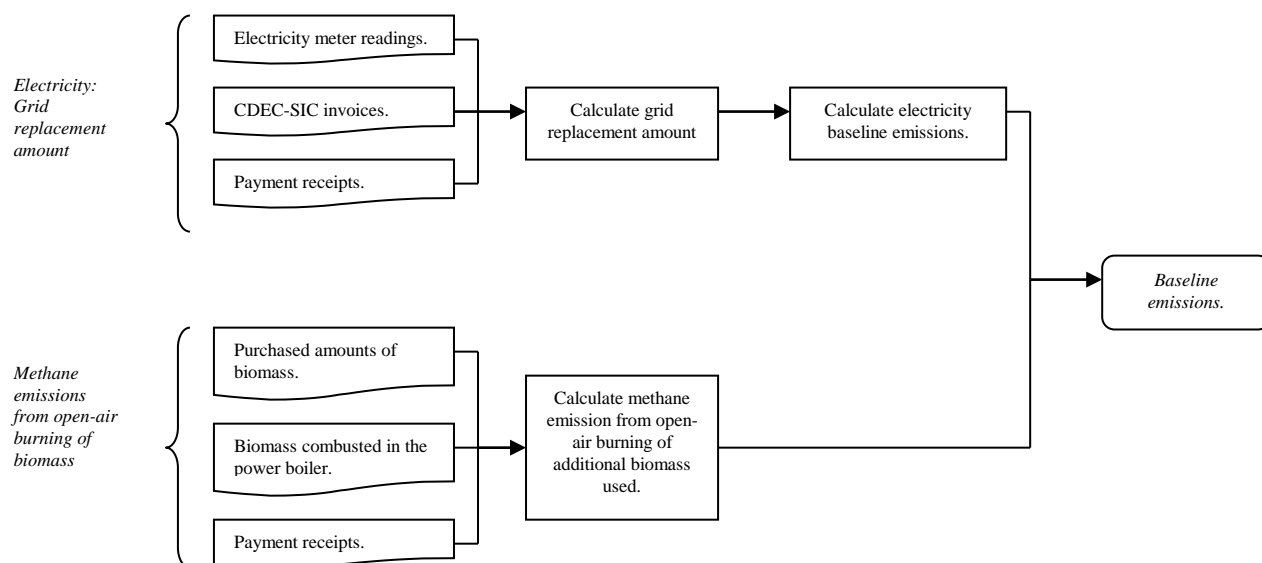 Electricity:
Grid
replacement
amount
Electricity meter readings.
CDEC-SIC invoices.
Payment receipts.
Calculate grid
replacement amount
Calculate electricity
baseline emissions.
Baseline
emissions.
Methane
emissions
from open-air
burning of
biomass
Purchased amounts of
biomass.
Biomass combusted in the
power boiler.
Payment receipts.
Calculate methane
emission from open-
air burning of
additional biomass
used.